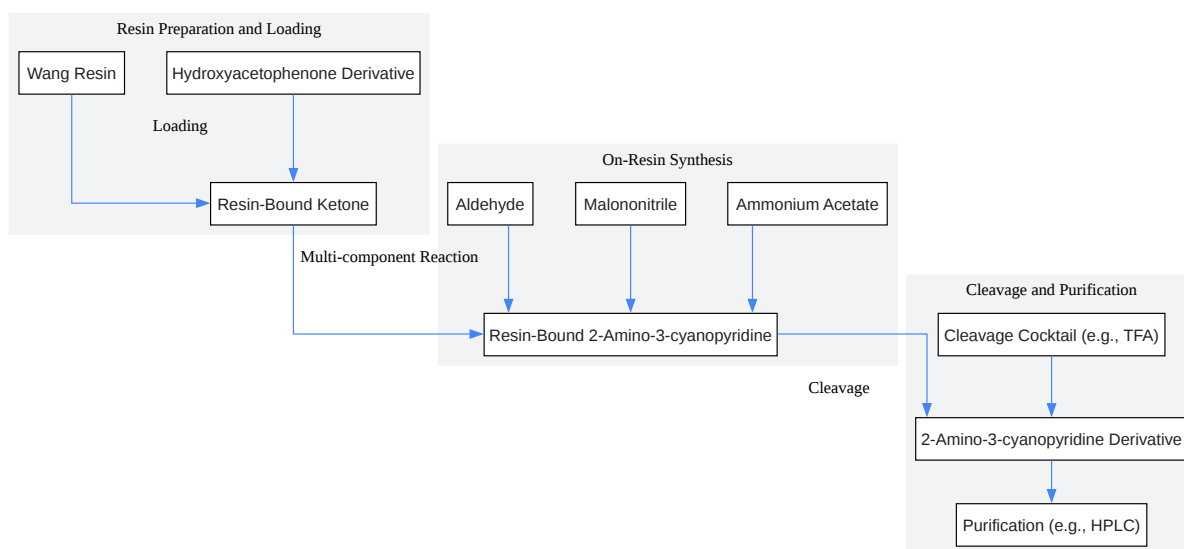 Resin Preparation and Loading
Wang Resin
Hydroxyacetophenone Derivative
Loading
Resin-Bound Ketone
Multi-component Reaction
On-Resin Synthesis
Aldehyde
Malononitrile
Ammonium Acetate
Resin-Bound 2-Amino-3-cyanopyridine
Cleavage
Cleavage and Purification
Cleavage Cocktail (e.g., TFA)
2-Amino-3-cyanopyridine Derivative
Purification (e.g., HPLC)